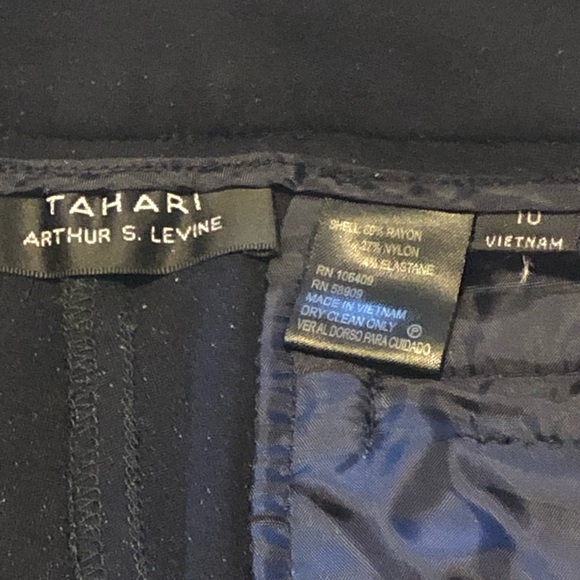 TAHARI
ARTHUR S. LEVINE
SHELL 69% RAYON
27% NYLON
4% ELASTANE
RN 106409
RN 58909
MADE IN VIETNAM
DRY CLEAN ONLY Ⓟ
VER AL DORSO PARA CUIDADO
10
VIETNAM